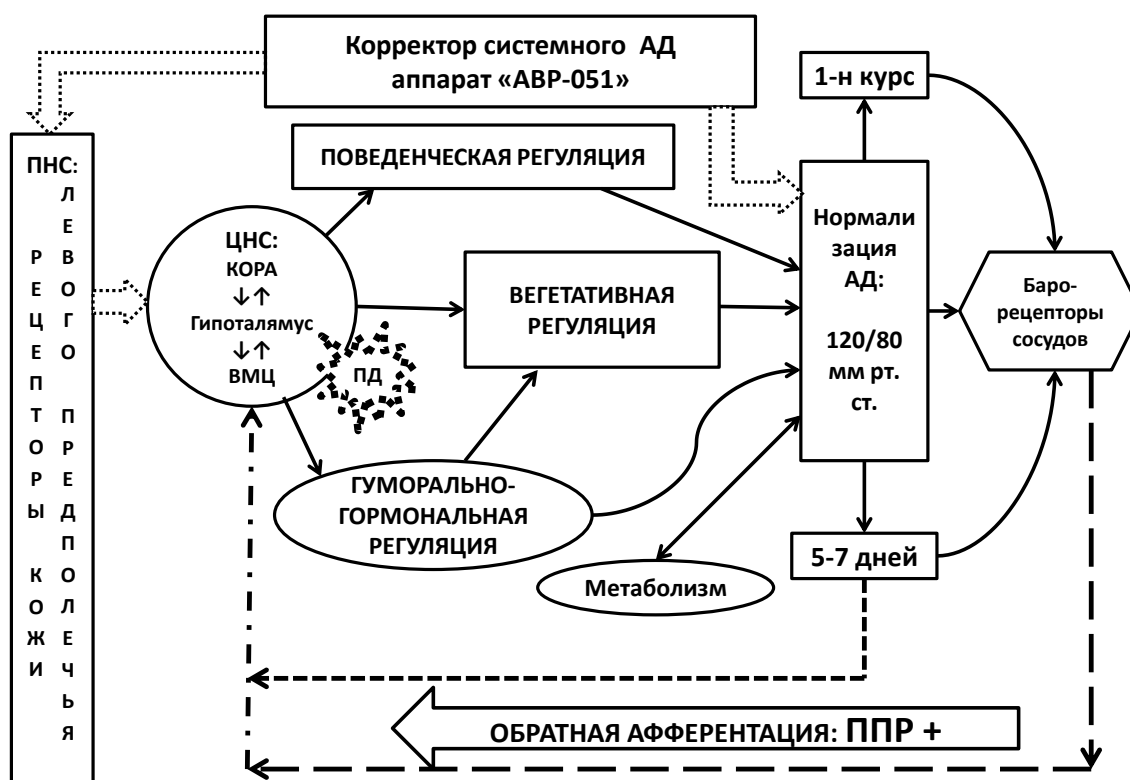 Корректор системного АД
аппарат «АВР-051»
1-н курс
ПНС:
РЕЦЕПТОРЫ КОЖИ
ЛЕВОГО ПРЕДПОЛЕЧЬЯ
ПОВЕДЕНЧЕСКАЯ РЕГУЛЯЦИЯ
ЦНС:
КОРА
↓↑
Гипоталямус
↓↑
ВМЦ
ПД
ВЕГЕТАТИВНАЯ
РЕГУЛЯЦИЯ
Нормали
зация
АД:
120/80
мм рт.
ст.
Баро-
рецепторы
сосудов
ГУМОРАЛЬНО-
ГОРМОНАЛЬНАЯ
РЕГУЛЯЦИЯ
Метаболизм
5-7 дней
ОБРАТНАЯ АФФЕРЕНТАЦИЯ: ППР +